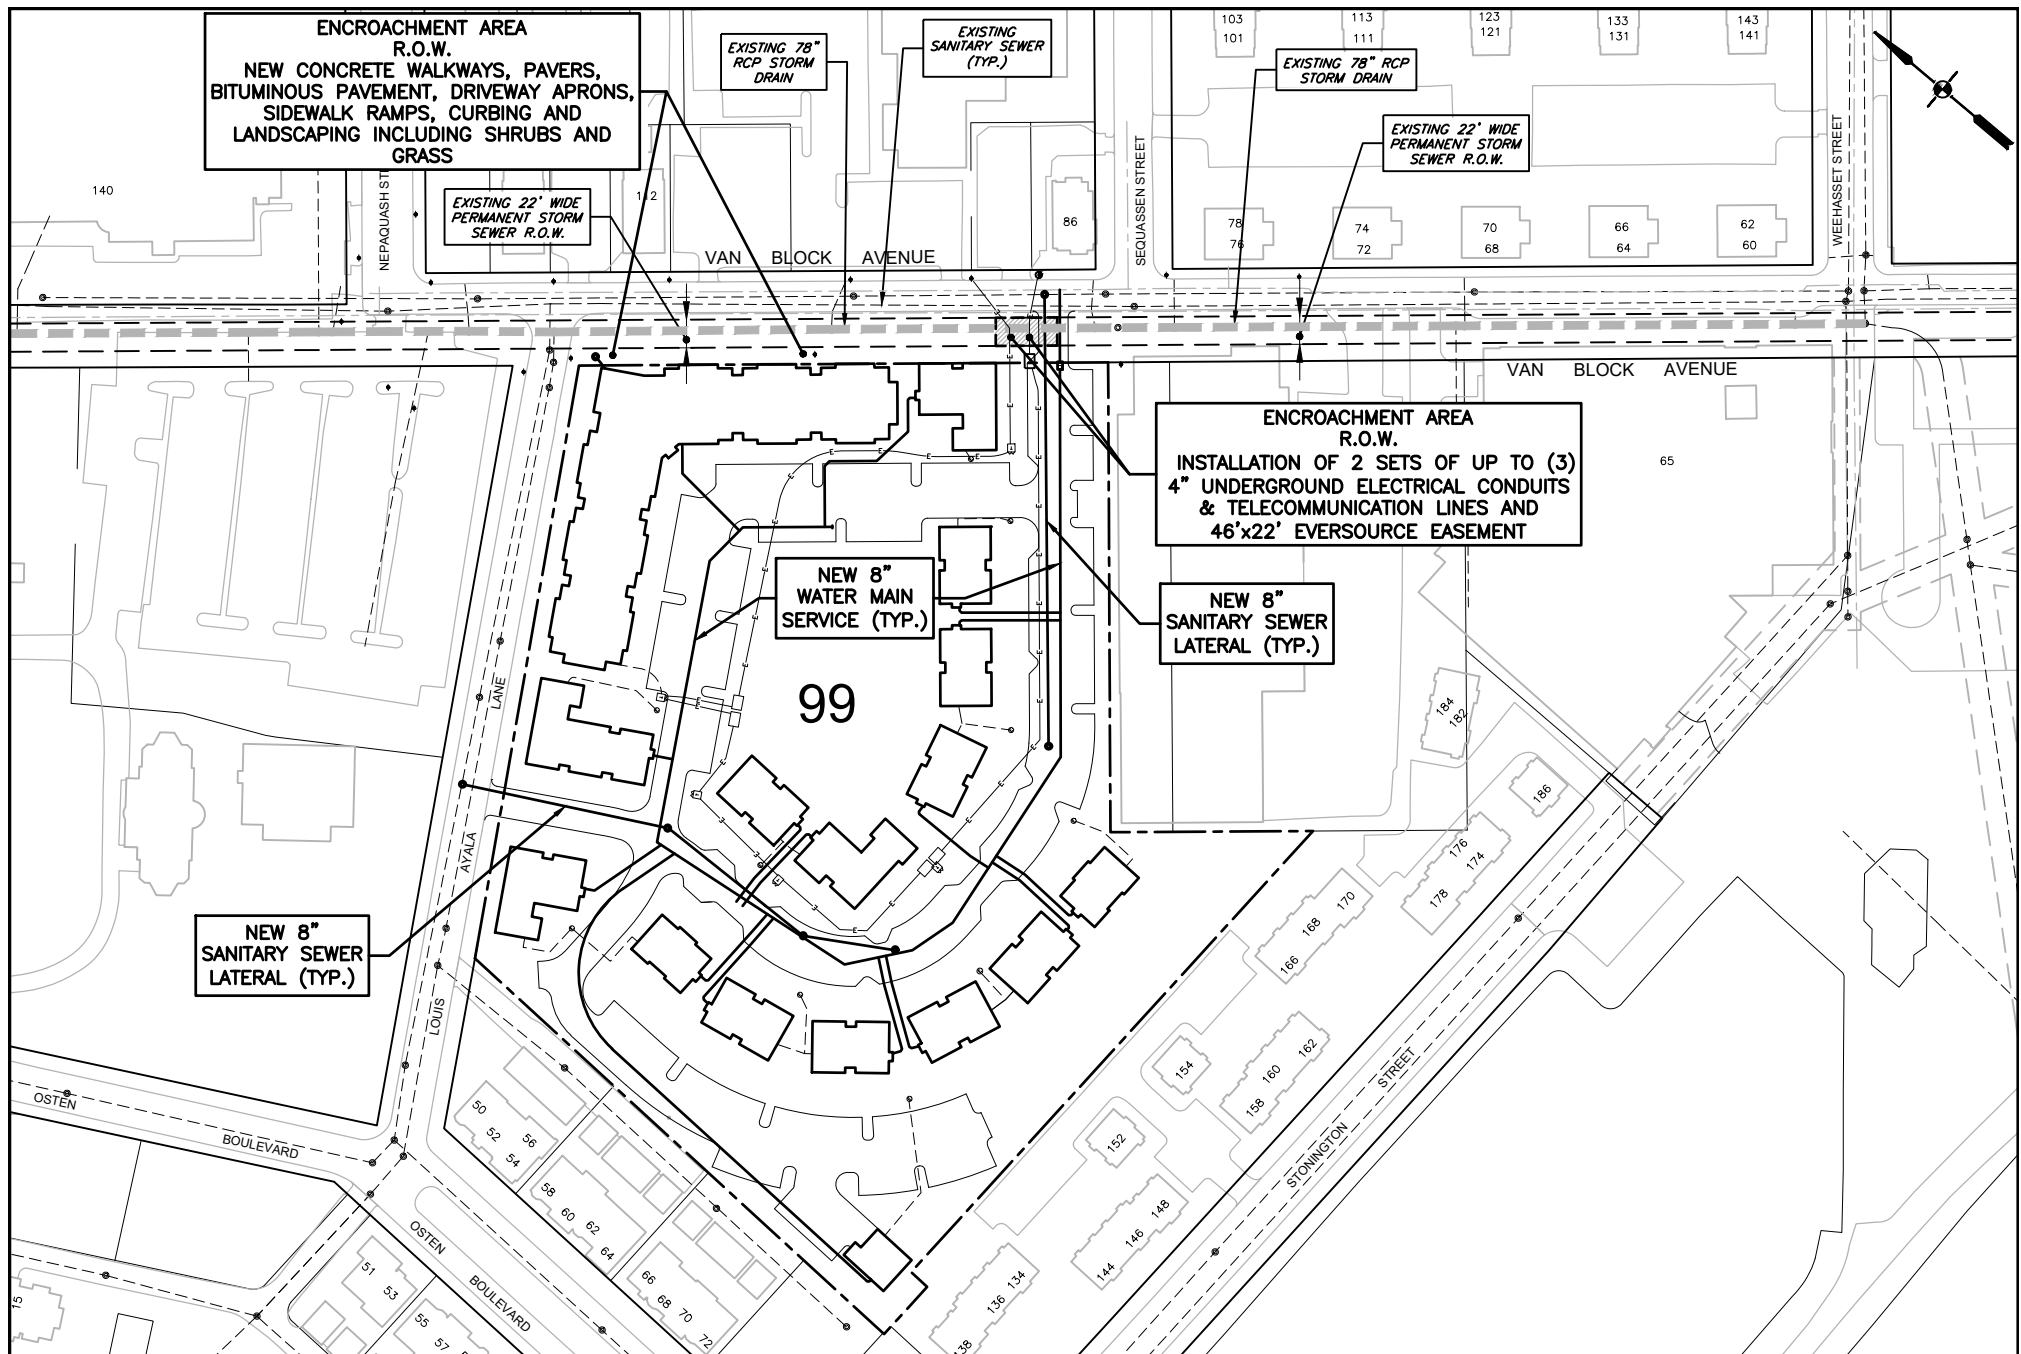 ENCROACHMENT AREA
R.O.W.
NEW CONCRETE WALKWAYS, PAVERS,
BITUMINOUS PAVEMENT, DRIVEWAY APRONS,
SIDEWALK RAMPS, CURBING AND
LANDSCAPING INCLUDING SHRUBS AND
GRASS
EXISTING 78" 
RCP STORM
DRAIN
EXISTING
SANITARY SEWER
(TYP.)
EXISTING 78" RCP
STORM DRAIN
103
101
113
111
123
121
133
131
143
141
EXISTING 22' WIDE
PERMANENT STORM
SEWER R.O.W.
EXISTING 22' WIDE
PERMANENT STORM
SEWER R.O.W.
140
112
86
78
76
74
72
70
68
66
64
62
60
NEPAQUASH
SEQUASSEN STREET
WEEHASSET STREET
VAN BLOCK AVENUE
VAN BLOCK AVENUE
ENCROACHMENT AREA
R.O.W.
INSTALLATION OF 2 SETS OF UP TO (3)
4" UNDERGROUND ELECTRICAL CONDUITS
& TELECOMMUNICATION LINES AND
46'x22' EVERSOURCE EASEMENT
65
NEW 8"
WATER MAIN
SERVICE (TYP.)
NEW 8"
SANITARY SEWER
LATERAL (TYP.)
99
NEW 8"
SANITARY SEWER
LATERAL (TYP.)
LOUIS AYALA LANE
184
182
186
176
174
178
170
168
166
162
160
158
154
152
148
146
144
134
136
138
STONINGTON STREET
OSTEN BOULEVARD
OSTEN BOULEVARD
50
52
56
54
58
60
62
64
66
68
70
72
51
53
55
57
15